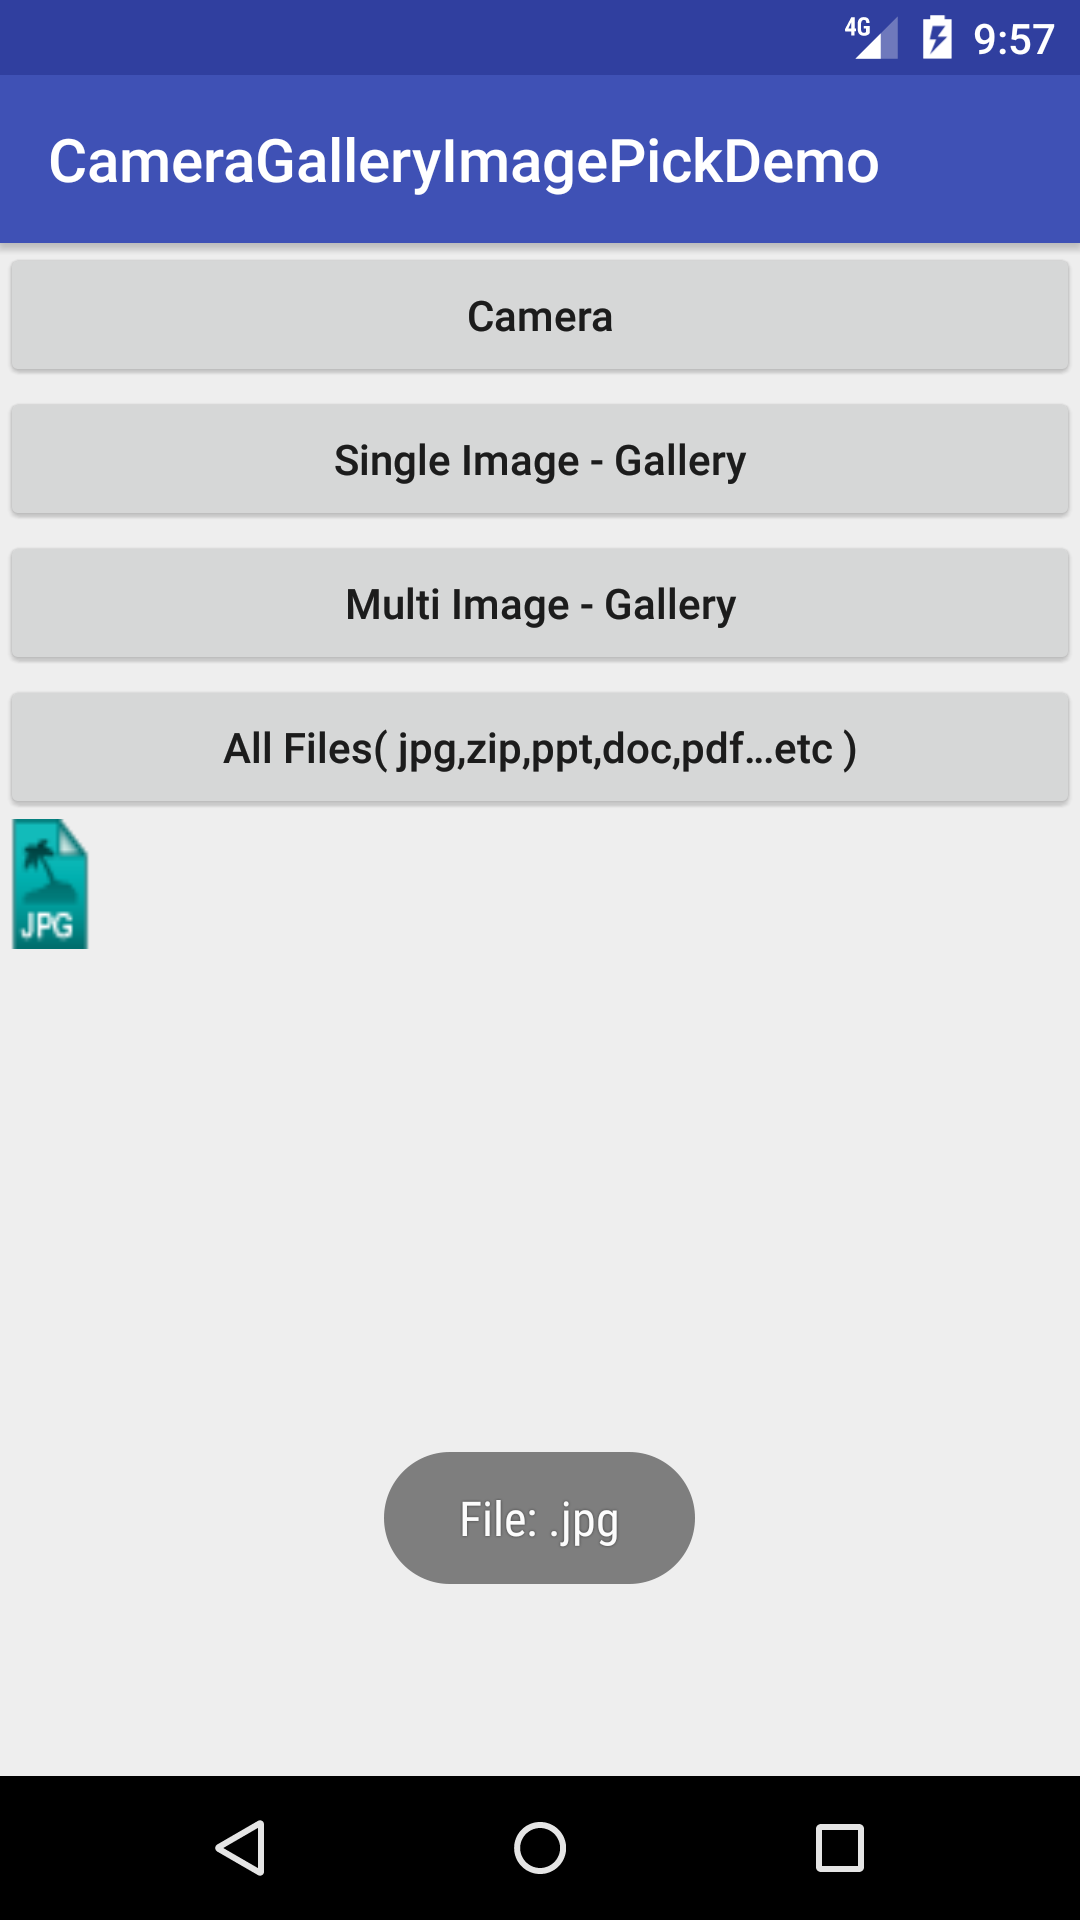 4G 9:57
CameraGalleryImagePickDemo
Camera
Single Image - Gallery
Multi Image - Gallery
All Files( jpg,zip,ppt,doc,pdf...etc )
JPG
File: .jpg